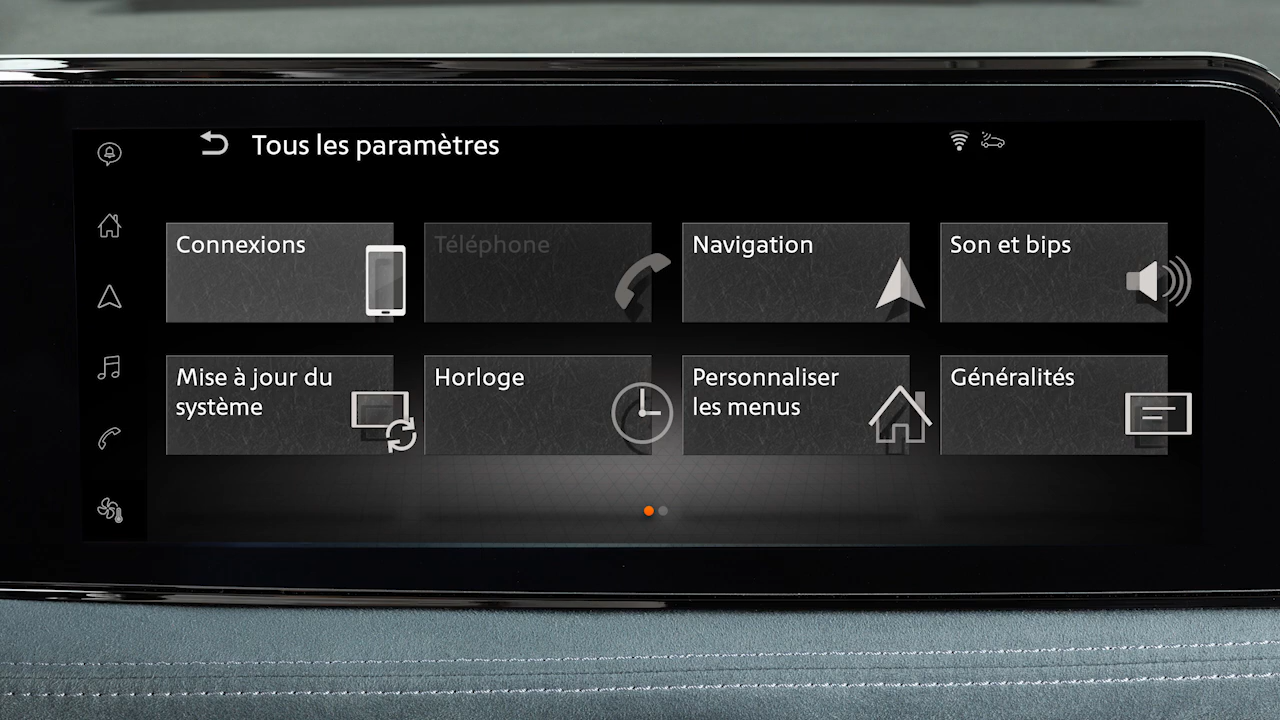 Tous les paramètres
Connexions
Téléphone
Navigation
Son et bips
Mise à jour du
système
Horloge
Personnaliser
les menus
Généralités